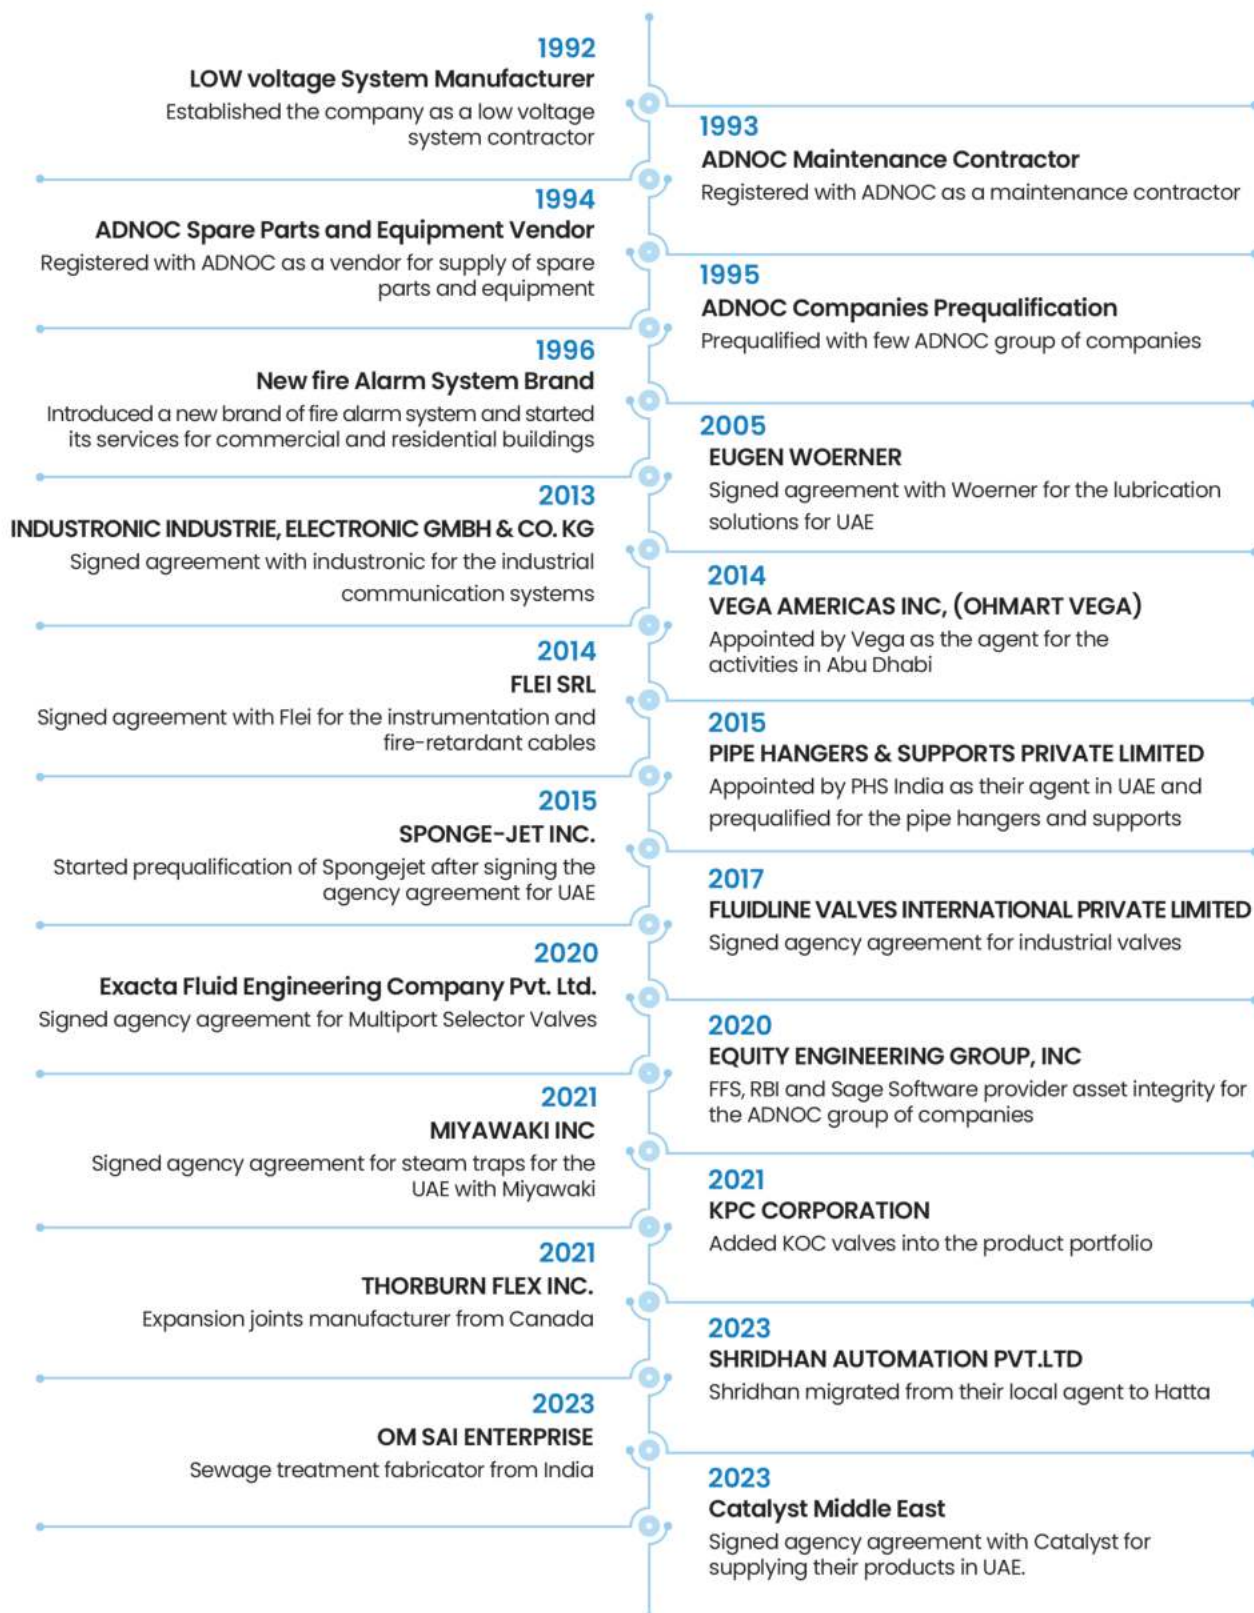 1992
LOW voltage System Manufacturer
Established the company as a low voltage
system contractor
1993
ADNOC Maintenance Contractor
Registered with ADNOC as a maintenance contractor
1994
ADNOC Spare Parts and Equipment Vendor
Registered with ADNOC as a vendor for supply of spare
parts and equipment
1995
ADNOC Companies Prequalification
Prequalified with few ADNOC group of companies
1996
New fire Alarm System Brand
Introduced a new brand of fire alarm system and started
its services for commercial and residential buildings
2005
EUGEN WOERNER
Signed agreement with Woerner for the lubrication
solutions for UAE
2013
INDUSTRONIC INDUSTRIE, ELECTRONIC GMBH & CO. KG
Signed agreement with industronic for the industrial
communication systems
2014
VEGA AMERICAS INC, (OHMART VEGA)
Appointed by Vega as the agent for the
activities in Abu Dhabi
2014
FLEI SRL
Signed agreement with Flei for the instrumentation and
fire-retardant cables
2015
PIPE HANGERS & SUPPORTS PRIVATE LIMITED
Appointed by PHS India as their agent in UAE and
prequalified for the pipe hangers and supports
2015
SPONGE-JET INC.
Started prequalification of Spongejet after signing the
agency agreement for UAE
2017
FLUIDLINE VALVES INTERNATIONAL PRIVATE LIMITED
Signed agency agreement for industrial valves
2020
Exacta Fluid Engineering Company Pvt. Ltd.
Signed agency agreement for Multiport Selector Valves
2020
EQUITY ENGINEERING GROUP, INC
FFS, RBI and Sage Software provider asset integrity for
the ADNOC group of companies
2021
MIYAWAKI INC
Signed agency agreement for steam traps for the
UAE with Miyawaki
2021
KPC CORPORATION
Added KOC valves into the product portfolio
2021
THORBURN FLEX INC.
Expansion joints manufacturer from Canada
2023
SHRIDHAN AUTOMATION PVT.LTD
Shridhan migrated from their local agent to Hatta
2023
OM SAI ENTERPRISE
Sewage treatment fabricator from India
2023
Catalyst Middle East
Signed agency agreement with Catalyst for
supplying their products in UAE.